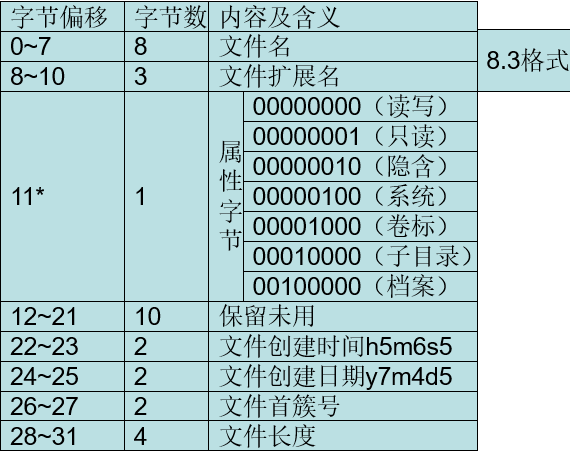 字节偏移 字节数 内容及含义
0~7 8 文件名
8~10 3 文件扩展名
8.3格式
11* 1 属性字节
00000000（读写）
00000001（只读）
00000010（隐含）
00000100（系统）
00001000（卷标）
00010000（子目录）
00100000（档案）
12~21 10 保留未用
22~23 2 文件创建时间h5m6s5
24~25 2 文件创建日期y7m4d5
26~27 2 文件首簇号
28~31 4 文件长度